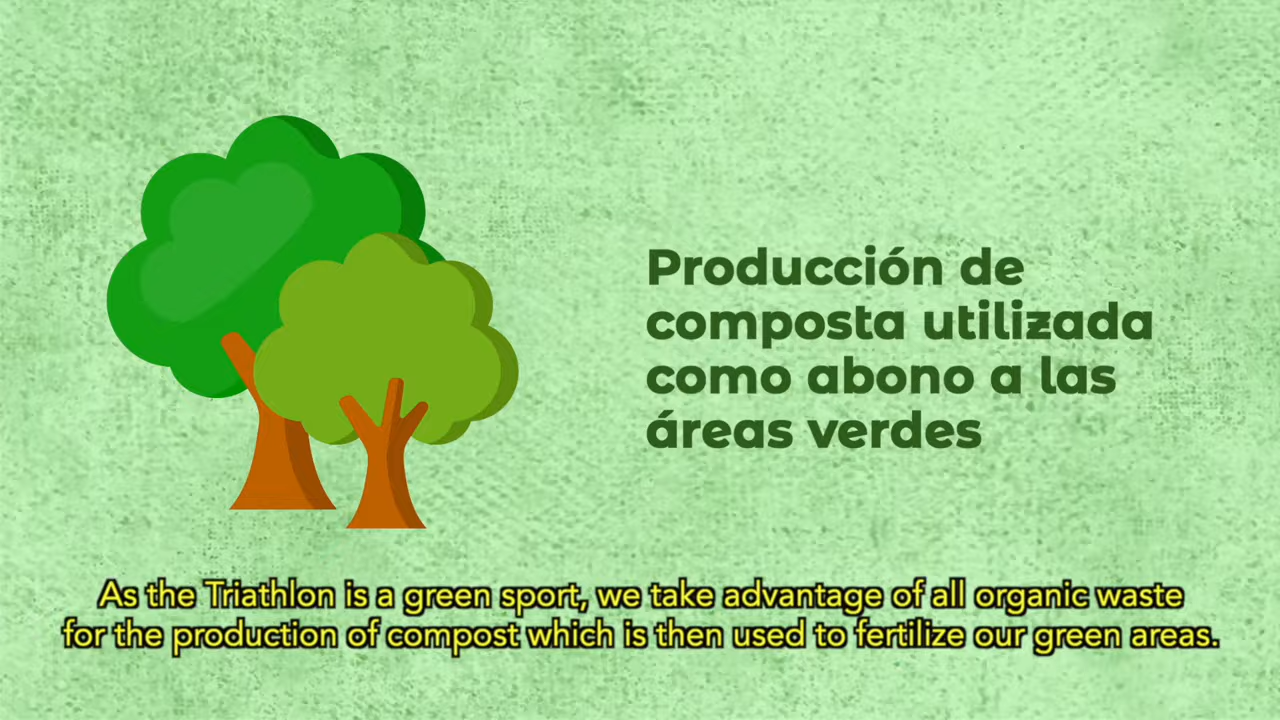 Producción de
composta utilizada
como abono a las
áreas verdes
As the Triathlon is a green sport, we take advantage of all organic waste
for the production of compost which is then used to fertilize our green areas.